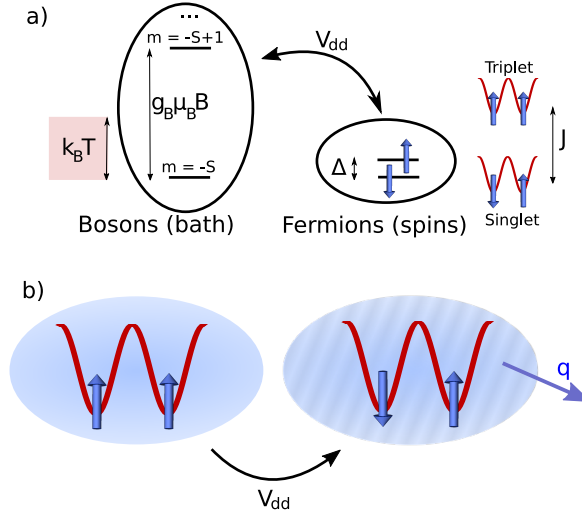 a)
...
m = -S+1
g_Bμ_BB
k_BT
m = -S
Bosons (bath)
V_dd
Δ
Fermions (spins)
Triplet
J
Singlet
b)
q
V_dd